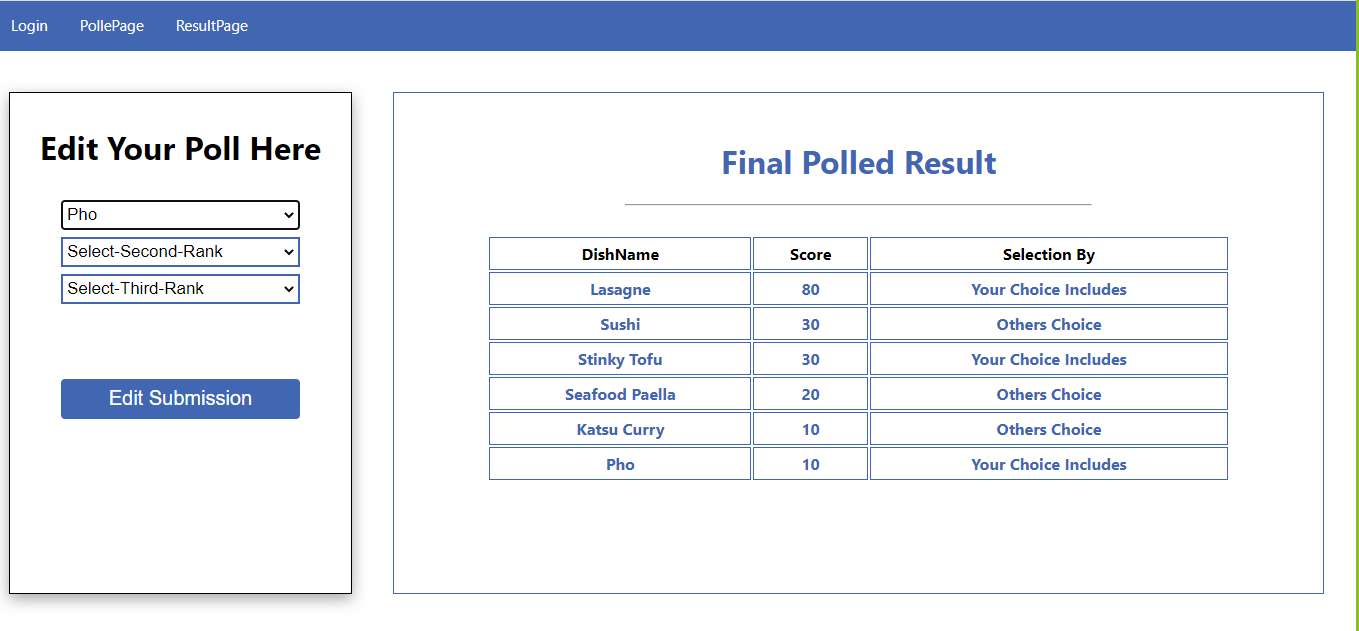 Login PollePage ResultPage
Edit Your Poll Here
Pho
Select-Second-Rank
Select-Third-Rank
Edit Submission
Final Polled Result
DishName Score Selection By
Lasagne 80 Your Choice Includes
Sushi 30 Others Choice
Stinky Tofu 30 Your Choice Includes
Seafood Paella 20 Others Choice
Katsu Curry 10 Others Choice
Pho 10 Your Choice Includes